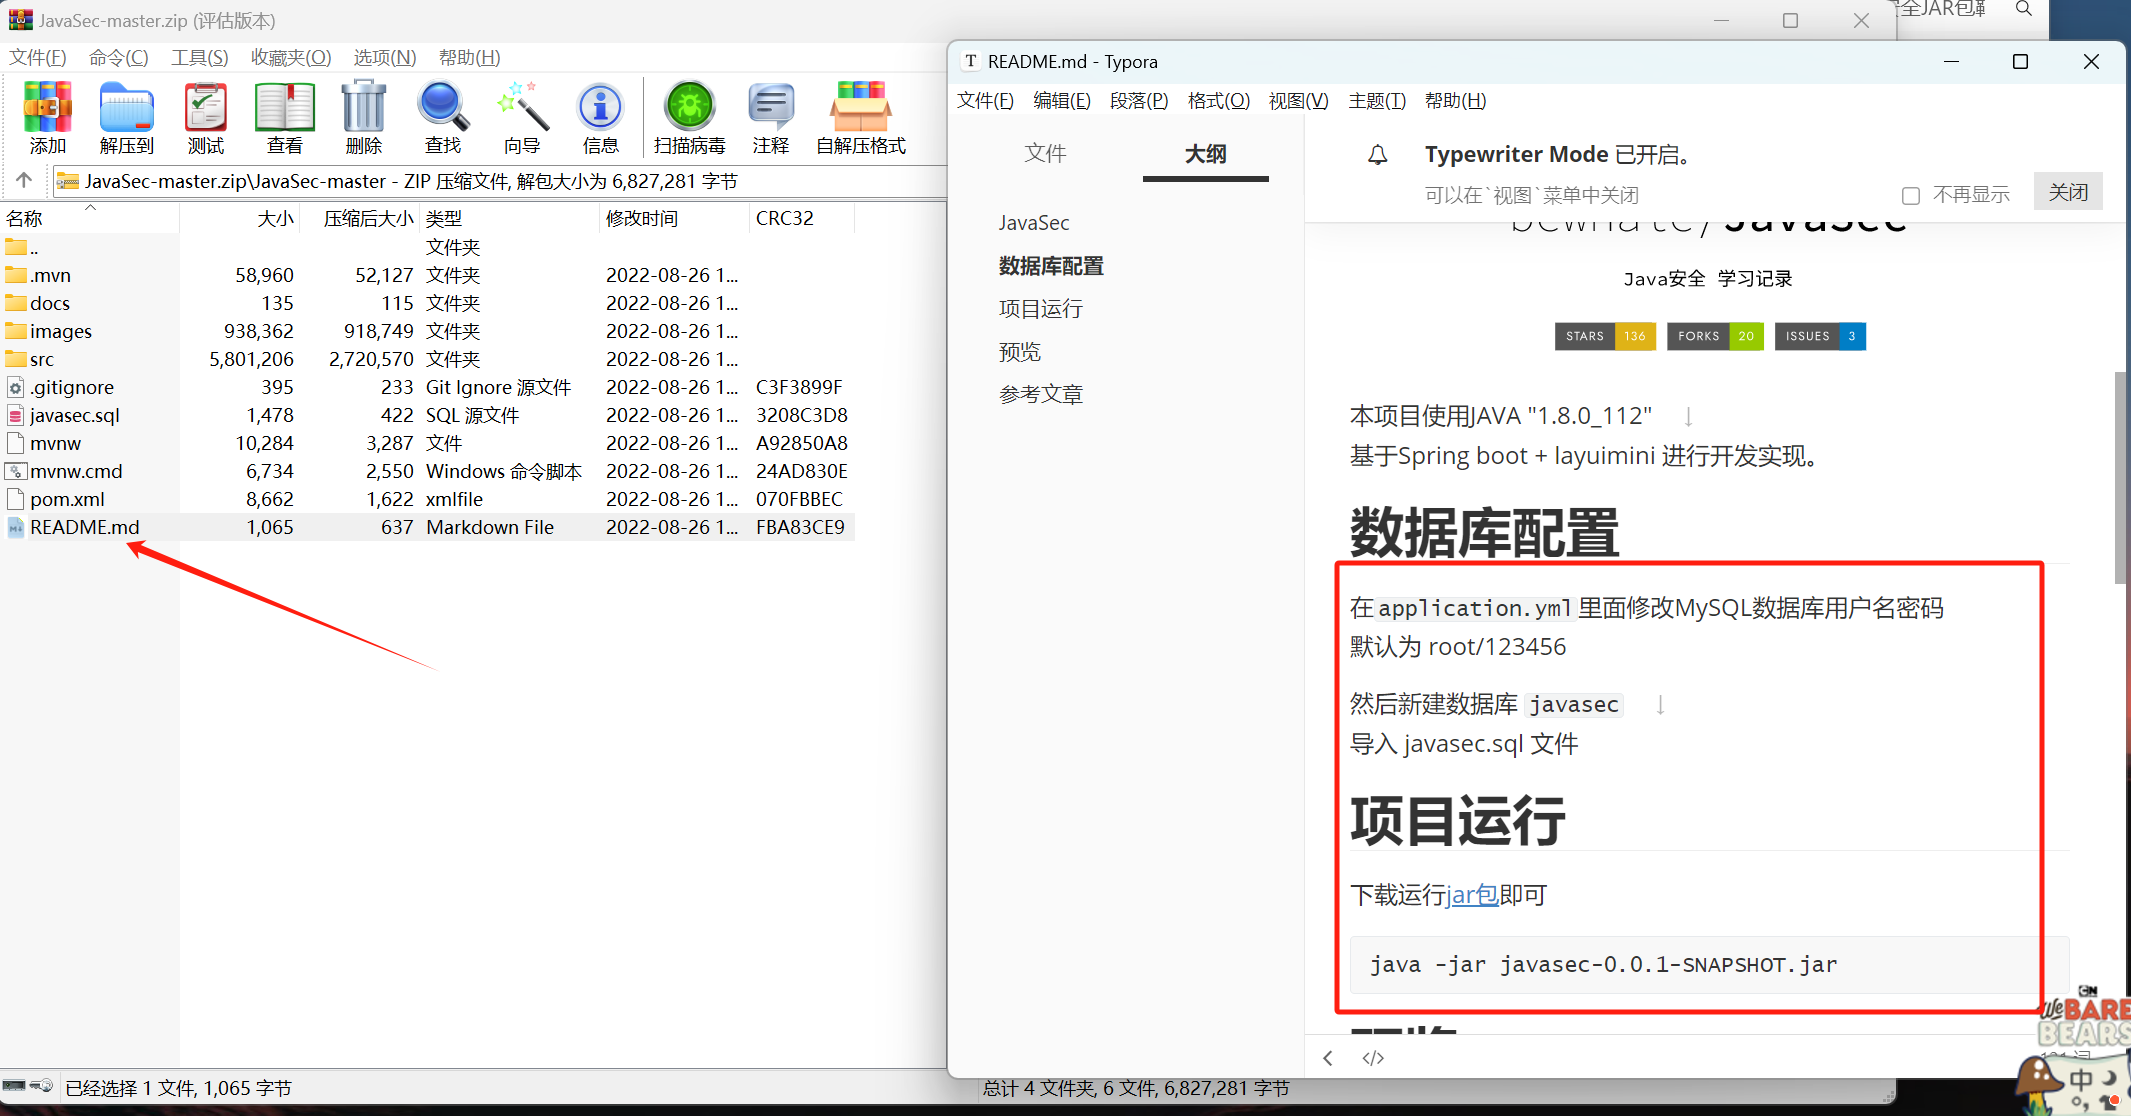 JavaSec-master.zip (评估版本)
文件(F) 命令(C) 工具(S) 收藏夹(O) 选项(N) 帮助(H)
添加 解压到 测试 查看 删除 查找 向导 信息 扫描病毒 注释 自解压格式
JavaSec-master.zip\JavaSec-master - ZIP 压缩文件, 解包大小为 6,827,281 字节
名称 大小 压缩后大小 类型 修改时间 CRC32
.. 文件夹
.mvn 58,960 52,127 文件夹 2022-08-26 1...
docs 135 115 文件夹 2022-08-26 1...
images 938,362 918,749 文件夹 2022-08-26 1...
src 5,801,206 2,720,570 文件夹 2022-08-26 1...
.gitignore 395 233 Git Ignore 源文件 2022-08-26 1... C3F3899F
javasec.sql 1,478 422 SQL 源文件 2022-08-26 1... 3208C3D8
mvnw 10,284 3,287 文件 2022-08-26 1... A92850A8
mvnw.cmd 6,734 2,550 Windows 命令脚本 2022-08-26 1... 24AD830E
pom.xml 8,662 1,622 xmlfile 2022-08-26 1... 070FBBEC
README.md 1,065 637 Markdown File 2022-08-26 1... FBA83CE9
已经选择 1 文件, 1,065 字节
总计 4 文件夹, 6 文件, 6,827,281 字节
全JAR包
README.md - Typora
文件(F) 编辑(E) 段落(P) 格式(O) 视图(V) 主题(T) 帮助(H)
文件 大纲
JavaSec
数据库配置
项目运行
预览
参考文章
Typewriter Mode 已开启。
可以在`视图`菜单中关闭
不再显示 关闭
JavaSec
Java安全 学习记录
STARS 136 FORKS 20 ISSUES 3
本项目使用JAVA "1.8.0_112" ↓
基于Spring boot + layuimini 进行开发实现。
数据库配置
在application.yml里面修改MySQL数据库用户名密码
默认为 root/123456
然后新建数据库 javasec ↓
导入 javasec.sql 文件
项目运行
下载运行jar包即可
java -jar javasec-0.0.1-SNAPSHOT.jar
</>
CN
We BARE
BEARS
中